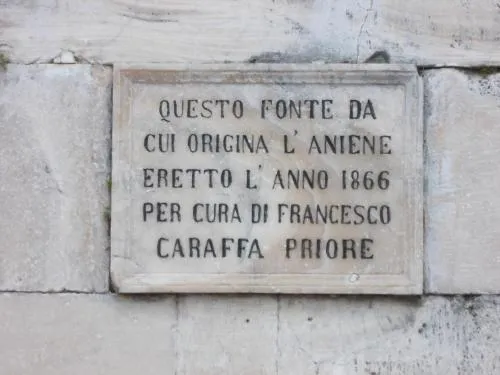 QUESTO FONTE DA
CUI ORIGINA L' ANIENE
ERETTO L' ANNO 1866
PER CURA DI FRANCESCO
CARAFFA PRIORE